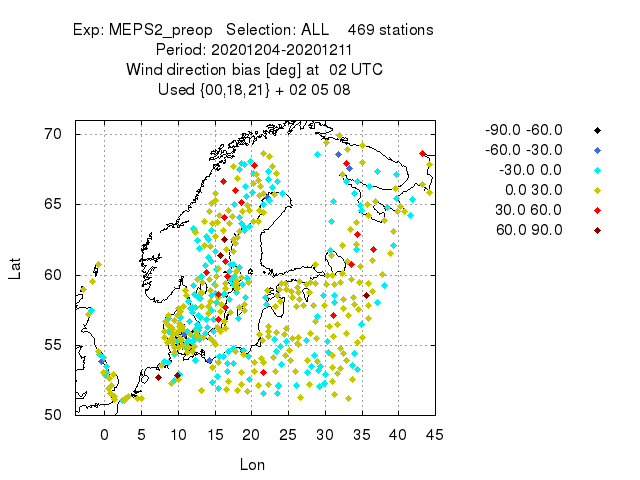 Exp: MEPS2_preop   Selection: ALL    469 stations
Period: 20201204-20201211
Wind direction bias [deg] at  02 UTC
Used {00,18,21} + 02 05 08
-90.0 -60.0
-60.0 -30.0
-30.0 0.0
0.0 30.0
30.0 60.0
60.0 90.0
Lat
70
65
60
55
50
0 5 10 15 20 25 30 35 40 45
Lon